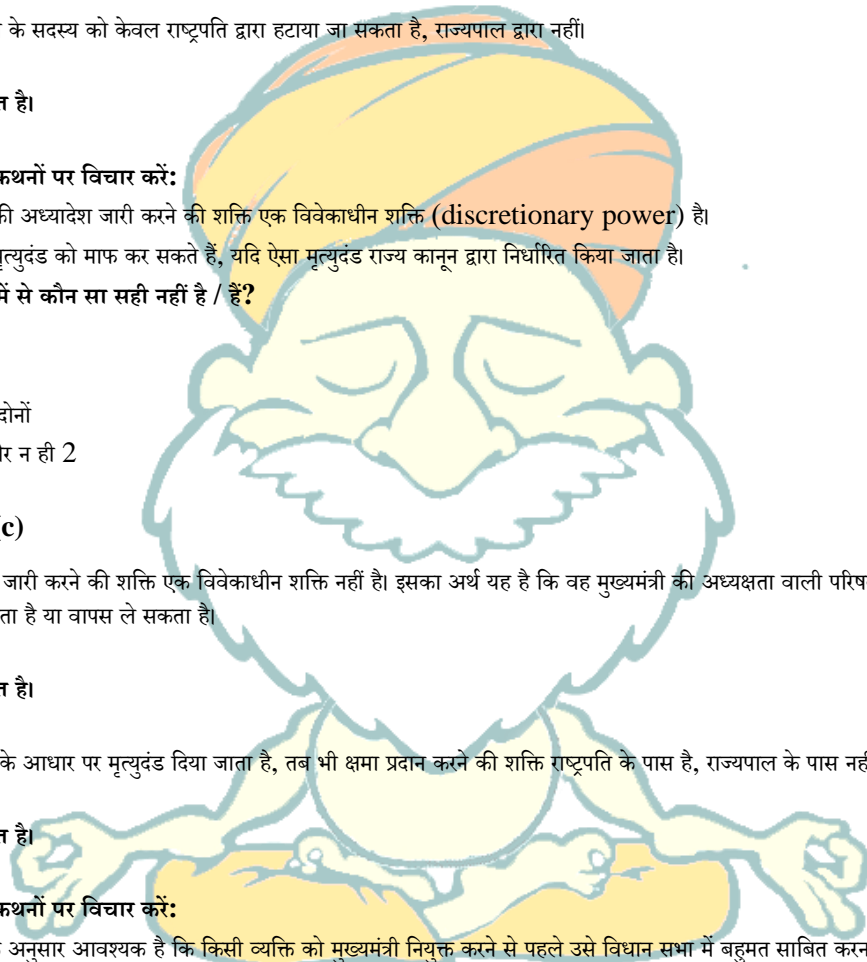 के सदस्य को केवल राष्ट्रपति द्वारा हटाया जा सकता है, राज्यपाल द्वारा नहीं।
है।
कथनों पर विचार करें:
की अध्यादेश जारी करने की शक्ति एक विवेकाधीन शक्ति (discretionary power) है।
मृत्युदंड को माफ कर सकते हैं, यदि ऐसा मृत्युदंड राज्य कानून द्वारा निर्धारित किया जाता है।
में से कौन सा सही नहीं है / हैं?
दोनों
न ही 2
c)
जारी करने की शक्ति एक विवेकाधीन शक्ति नहीं है। इसका अर्थ यह है कि वह मुख्यमंत्री की अध्यक्षता वाली
है या वापस ले सकता है।
है।
के आधार पर मृत्युदंड दिया जाता है, तब भी क्षमा प्रदान करने की शक्ति राष्ट्रपति के पास है, राज्यपाल के पास
है।
कथनों पर विचार करें:
अनुसार आवश्यक है कि किसी व्यक्ति को मुख्यमंत्री नियुक्त करने से पहले उसे विधान सभा में बहुमत साबित